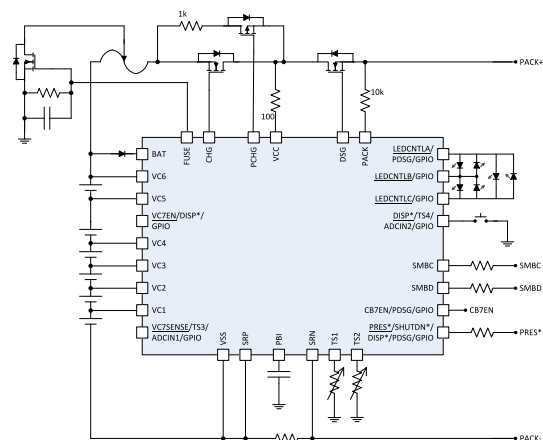 1k
PACK+
10k
100
FUSE
CHG
PCHG
VCC
DSG
PACK
BAT
VC6
VC5
VC7EN/DISP*/
GPIO
VC4
VC3
VC2
VC1
VC7SENSE/TS3/
ADCIN1/GPIO
LEDCNTLA/
PDSG/GPIO
LEDCNTLB/GPIO
LEDCNTLC/GPIO
DISP*/TS4/
ADCIN2/GPIO
SMBC
SMBC
SMBD
SMBD
CB7EN/PDSG/GPIO
CB7EN
PRES*/SHUTDN*/
DISP*/PDSG/GPIO
PRES*
VSS
SRP
PBI
SRN
TS1
TS2
PACK-